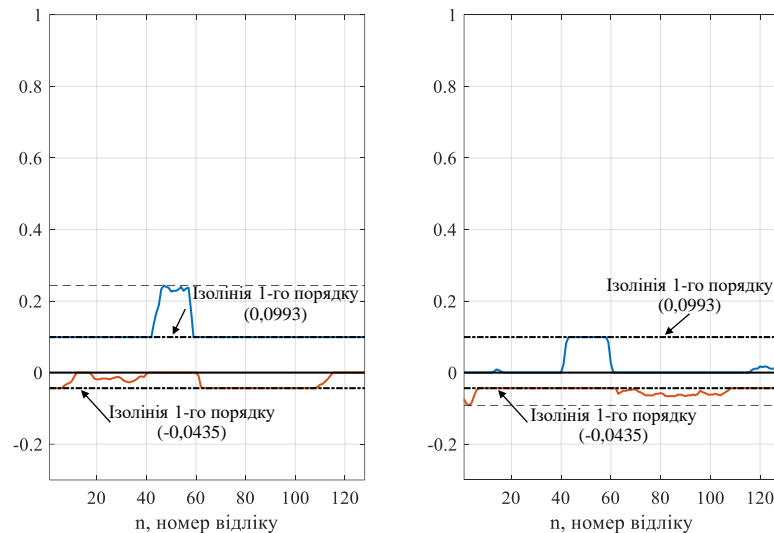 1
0.8
0.6
0.4
0.2
0
-0.2
Ізолінія 1-го порядку
(0,0993)
Ізолінія 1-го порядку
(-0,0435)
20 40 60 80 100 120
n, номер відліку
1
0.8
0.6
0.4
0.2
0
-0.2
Ізолінія 1-го порядку
(0,0993)
Ізолінія 1-го порядку
(-0,0435)
20 40 60 80 100 120
n, номер відліку